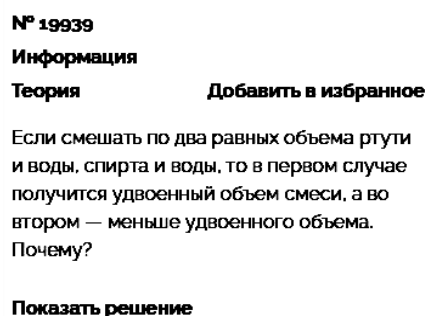 № 19939
Информация
Теория Добавить в избранное
Если смешать по два равных объема ртути
и воды, спирта и воды, то в первом случае
получится удвоенный объем смеси, а во
втором — меньше удвоенного объема.
Почему?
Показать решение